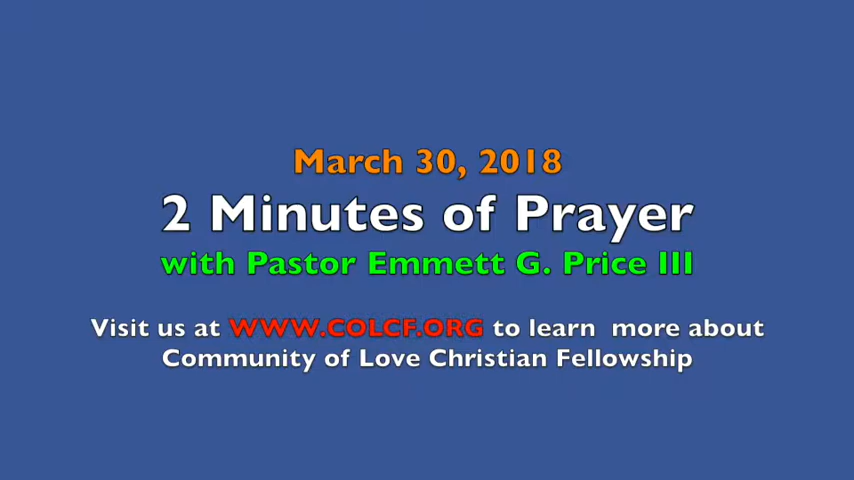 March 30, 2018
2 Minutes of Prayer
with Pastor Emmett G. Price III
Visit us at WWW.COLCF.ORG to learn  more about
Community of Love Christian Fellowship